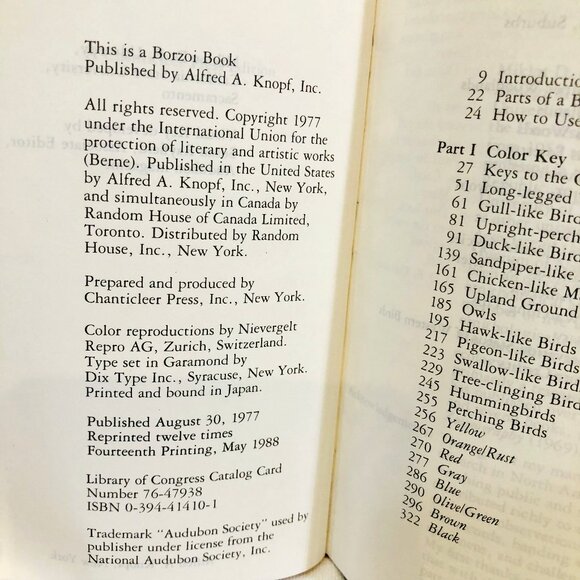 This is a Borzoi Book
Published by Alfred A. Knopf, Inc.
All rights reserved. Copyright 1977
under the International Union for the
protection of literary and artistic works
(Berne). Published in the United States
by Alfred A. Knopf, Inc., New York,
and simultaneously in Canada by
Random House of Canada Limited,
Toronto. Distributed by Random
House, Inc., New York.
Prepared and produced by
Chanticleer Press, Inc., New York.
Color reproductions by Nievergelt
Repro AG, Zurich, Switzerland.
Type set in Garamond by
Dix Type Inc., Syracuse, New York.
Printed and bound in Japan.
Published August 30, 1977
Reprinted twelve times
Fourteenth Printing, May 1988
Library of Congress Catalog Card
Number 76-47938
ISBN 0-394-41410-1
Trademark "Audubon Society" used by
publisher under license from the
National Audubon Society, Inc.
9 Introductio
22 Parts of a B
24 How to Use
Part I Color Key
27 Keys to the C
51 Long-legged
61 Gull-like Bird
81 Upright-perch
91 Duck-like Bird
139 Sandpiper-like
161 Chicken-like M
165 Upland Ground
185 Owls
195 Hawk-like Birds
217 Pigeon-like Birds
223 Swallow-like Birds
229 Tree-clinging Birds
245 Hummingbirds
255 Perching Birds
256 Yellow
267 Orange/Rust
270 Red
277 Gray
286 Blue
290 Olive/Green
296 Brown
322 Black